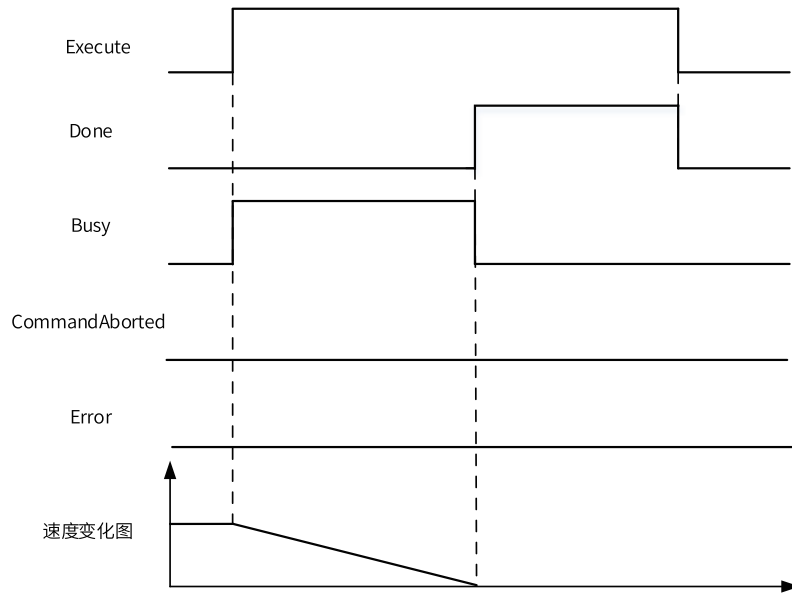 Execute
Done
Busy
CommandAborted
Error
速度变化图